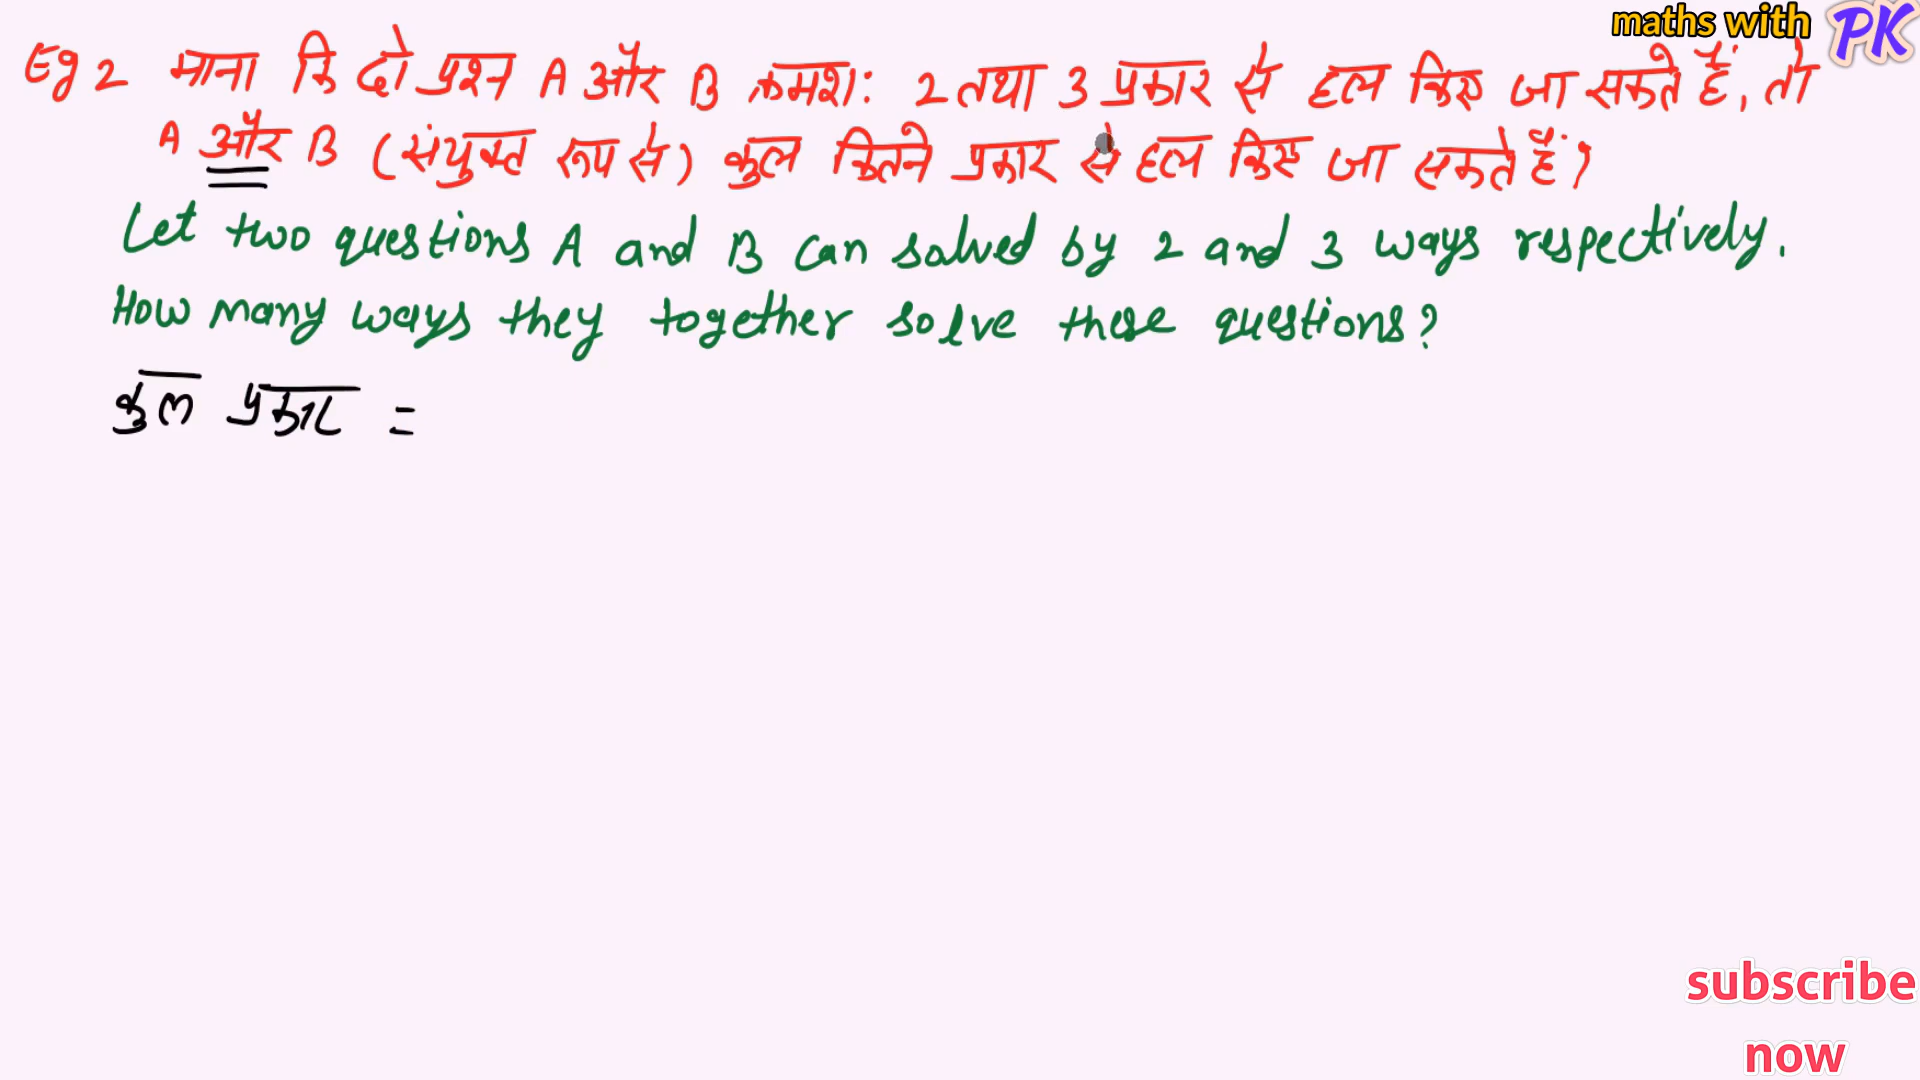 maths with PK
Eg 2 माना कि दो प्रश्न A और B क्रमशः 2 तथा 3 प्रकार से हल किए जा सकते हैं, तो
A और B (संयुक्त रूप से) कुल कितने प्रकार से हल किए जा सकते हैं?
Let two questions A and B can solved by 2 and 3 ways respectively.
How many ways they together solve these questions?
कुल प्रकार =
subscribe
now